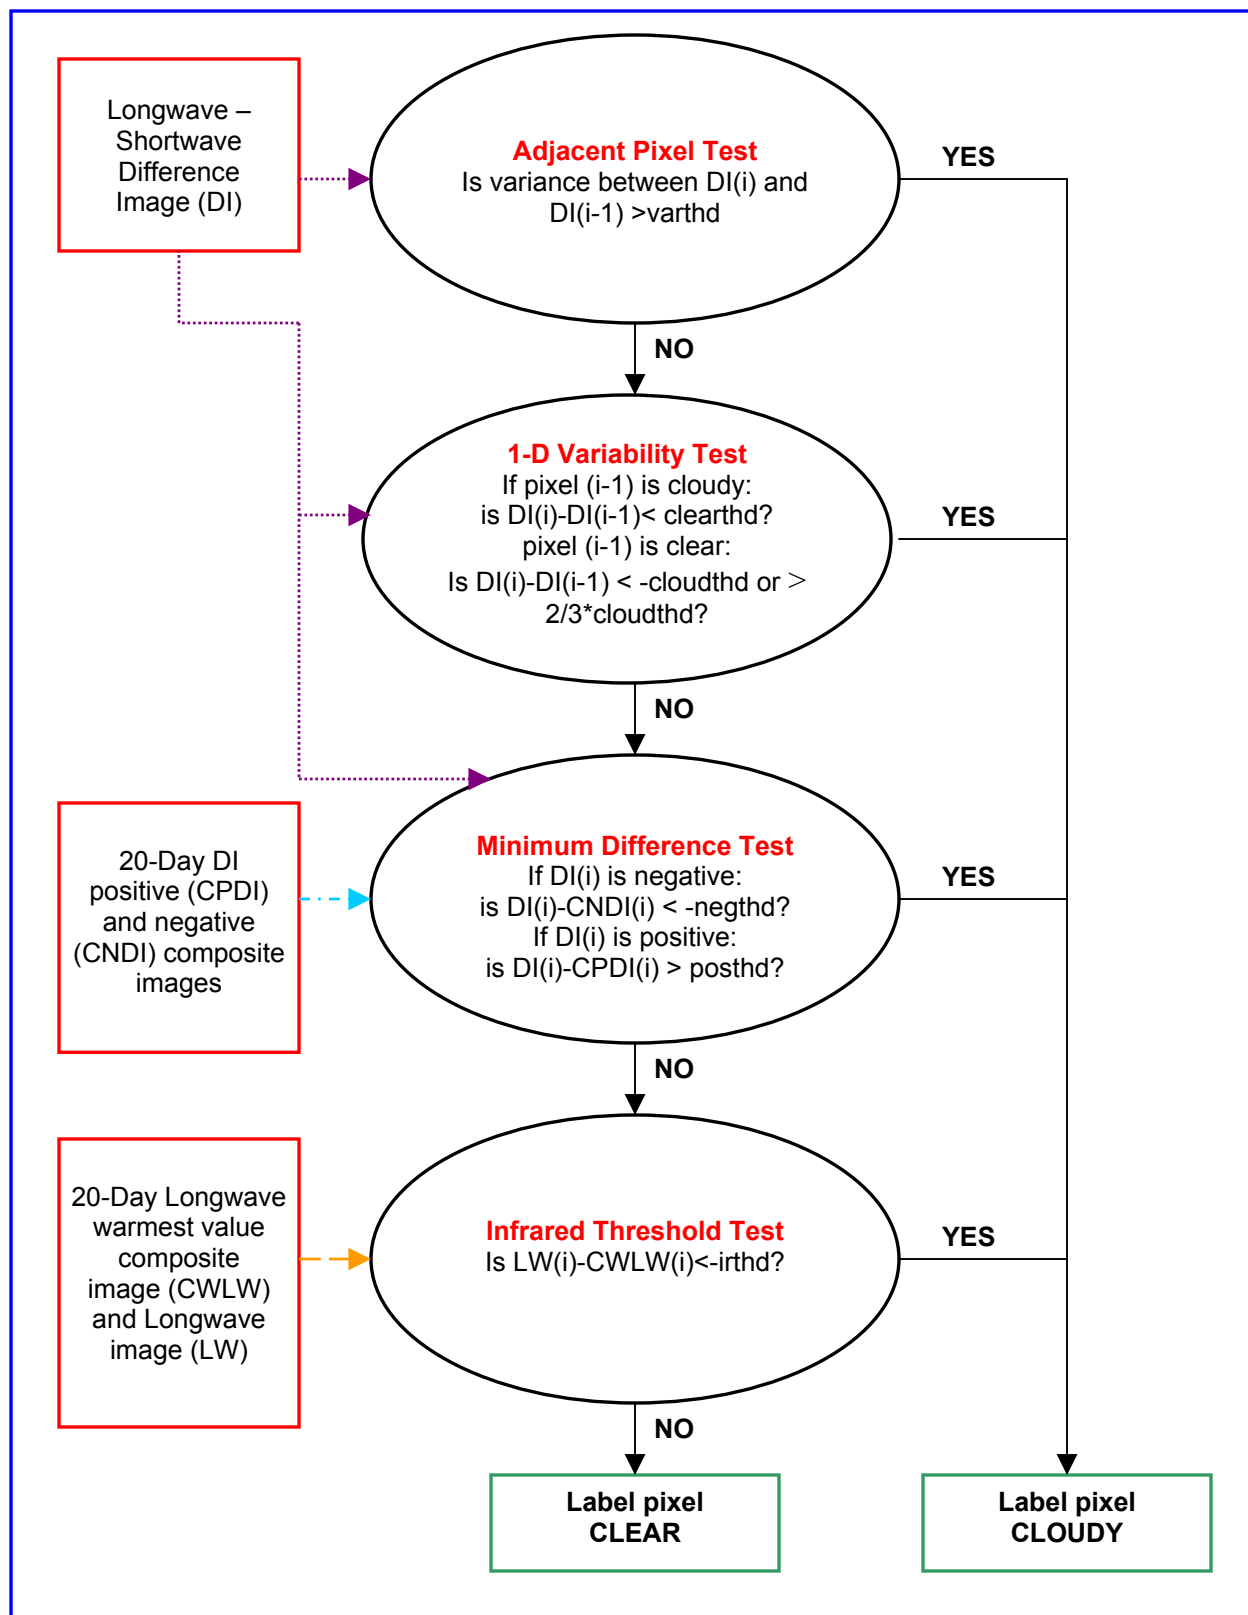 Longwave –
Shortwave
Difference
Image (DI)
Adjacent Pixel Test
Is variance between DI(i) and
DI(i-1) >varthd
YES
NO
1-D Variability Test
If pixel (i-1) is cloudy:
is DI(i)-DI(i-1)< clearthd?
pixel (i-1) is clear:
Is DI(i)-DI(i-1) < -cloudthd or >
2/3*cloudthd?
YES
NO
20-Day DI
positive (CPDI)
and negative
(CNDI) composite
images
Minimum Difference Test
If DI(i) is negative:
is DI(i)-CNDI(i) < -negthd?
If DI(i) is positive:
is DI(i)-CPDI(i) > posthd?
YES
NO
20-Day Longwave
warmest value
composite
image (CWLW)
and Longwave
image (LW)
Infrared Threshold Test
Is LW(i)-CWLW(i)<-irthd?
YES
NO
Label pixel
CLEAR
Label pixel
CLOUDY